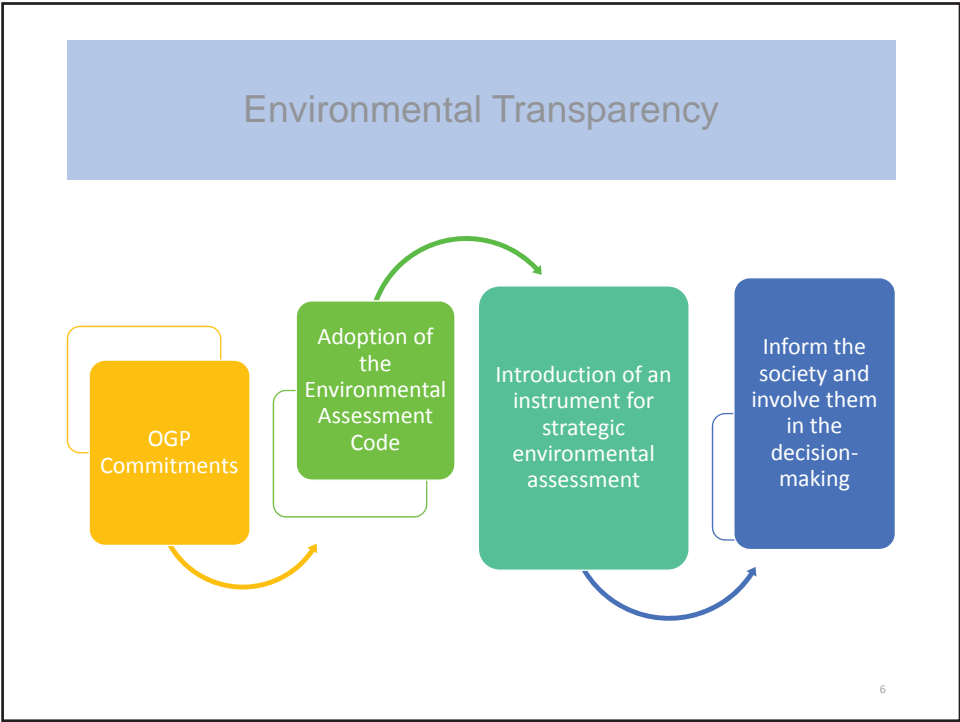 Environmental Transparency
OGP
Commitments
Adoption of
the
Environmental
Assessment
Code
Introduction of an
instrument for
strategic
environmental
assessment
Inform the
society and
involve them
in the
decision-
making
6